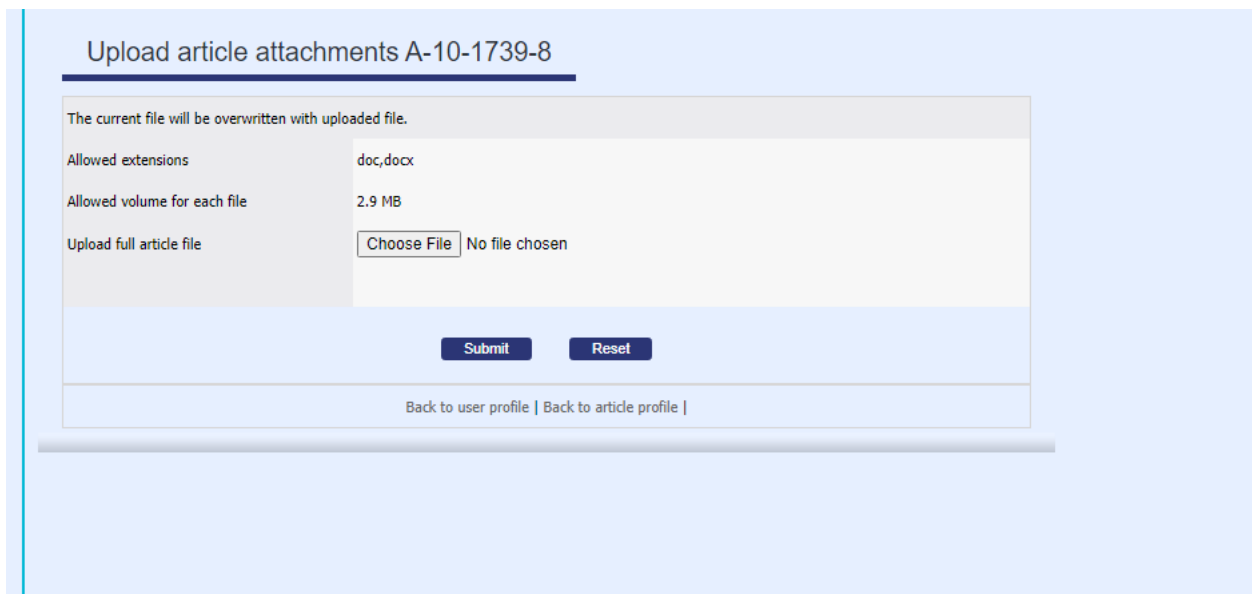 Upload article attachments A-10-1739-8
The current file will be overwritten with uploaded file.
Allowed extensions doc,docx
Allowed volume for each file 2.9 MB
Upload full article file Choose File No file chosen
Submit Reset
Back to user profile | Back to article profile |